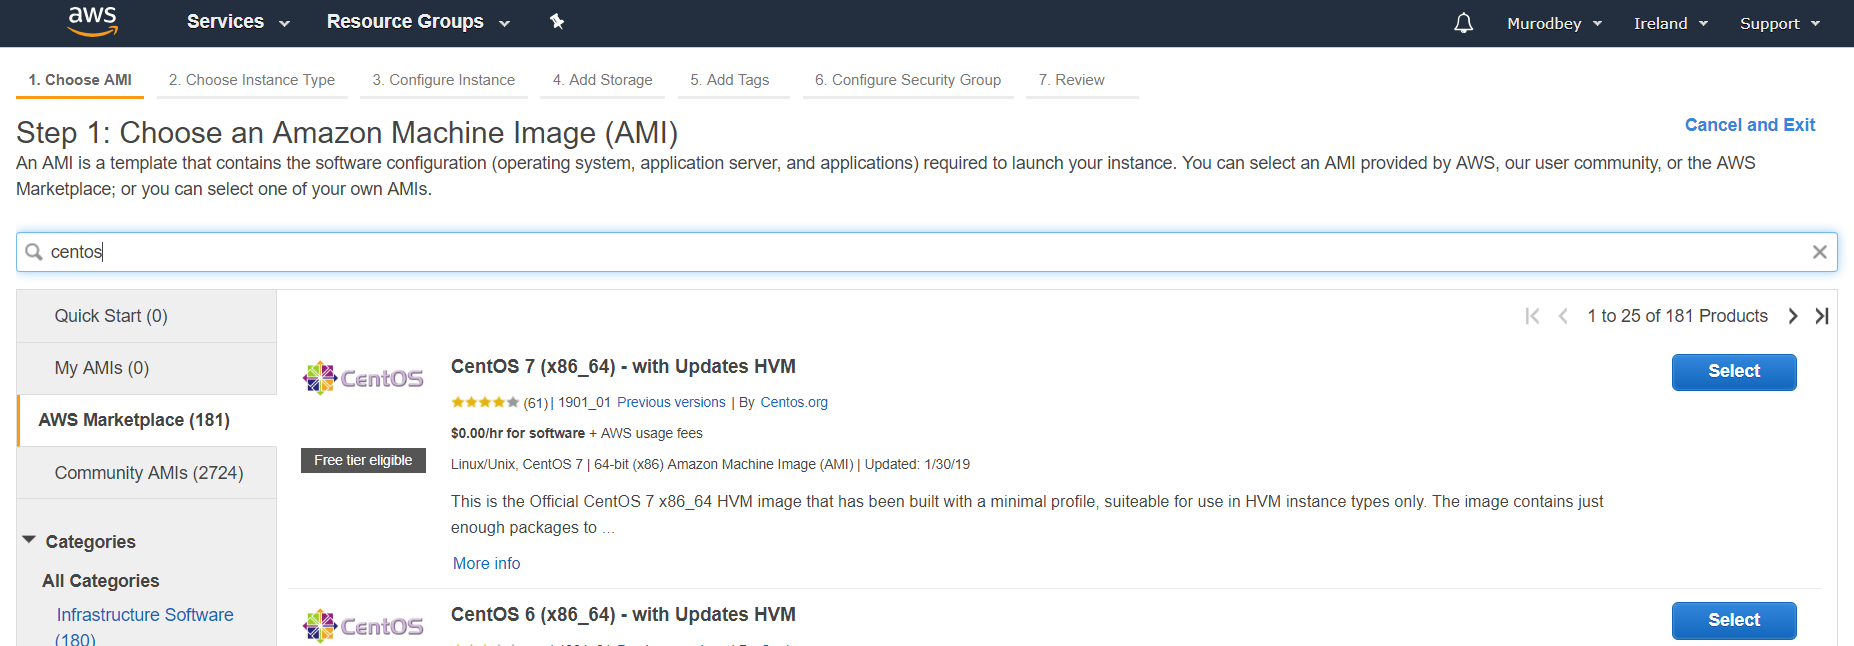 aws Services Resource Groups Murodbey Ireland Support
1. Choose AMI 2. Choose Instance Type 3. Configure Instance 4. Add Storage 5. Add Tags 6. Configure Security Group 7. Review
Step 1: Choose an Amazon Machine Image (AMI)
Cancel and Exit
An AMI is a template that contains the software configuration (operating system, application server, and applications) required to launch your instance. You can select an AMI provided by AWS, our user community, or the AWS
Marketplace; or you can select one of your own AMIs.
centos
Quick Start (0)
My AMIs (0)
AWS Marketplace (181)
Community AMIs (2724)
Categories
All Categories
Infrastructure Software
(180)
1 to 25 of 181 Products
CentOS
Free tier eligible
CentOS 7 (x86_64) - with Updates HVM
Select
(61) | 1901_01 Previous versions | By Centos.org
$0.00/hr for software + AWS usage fees
Linux/Unix, CentOS 7 | 64-bit (x86) Amazon Machine Image (AMI) | Updated: 1/30/19
This is the Official CentOS 7 x86_64 HVM image that has been built with a minimal profile, suiteable for use in HVM instance types only. The image contains just
enough packages to ...
More info
CentOS
CentOS 6 (x86_64) - with Updates HVM
Select